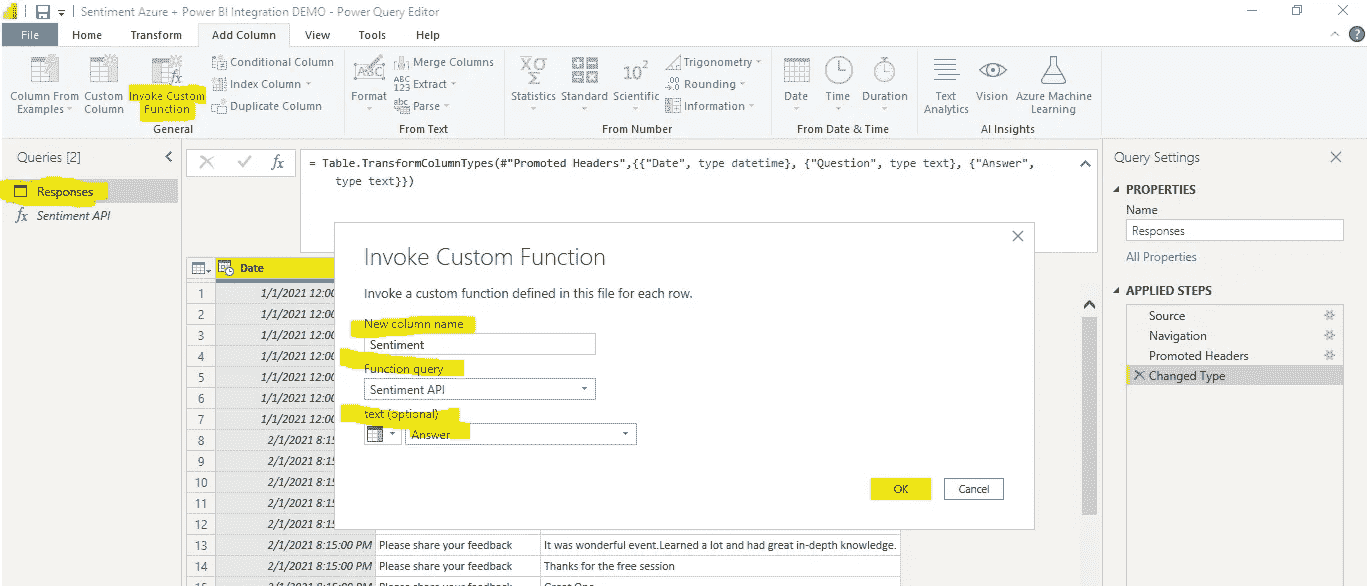 Sentiment Azure + Power BI Integration DEMO - Power Query Editor
File Home Transform Add Column View Tools Help
Column From Examples
Custom Column
Invoke Custom Function
Conditional Column
Index Column
Duplicate Column
General
Format
Merge Columns
Extract
Parse
From Text
Statistics
Standard
Scientific
Trigonometry
Rounding
Information
From Number
Date
Time
Duration
From Date & Time
Text Analytics
Vision
Azure Machine Learning
AI Insights
Queries [2]
Responses
fx Sentiment API
fx
= Table.TransformColumnTypes(#"Promoted Headers",{{"Date", type datetime}, {"Question", type text}, {"Answer",
type text}})
Invoke Custom Function
Invoke a custom function defined in this file for each row.
New column name
Sentiment
Function query
Sentiment API
text (optional)
Answer
OK Cancel
Date
1 1/1/2021 12:00
2 1/1/2021 12:00
3 1/1/2021 12:00
4 1/1/2021 12:00
5 1/1/2021 12:00
6 1/1/2021 12:00
7 1/1/2021 12:00
8 2/1/2021 8:15
9 2/1/2021 8:15
10 2/1/2021 8:15
11 2/1/2021 8:15
12 2/1/2021 8:15
13 2/1/2021 8:15:00 PM Please share your feedback It was wonderful event.Learned a lot and had great in-depth knowledge.
14 2/1/2021 8:15:00 PM Please share your feedback Thanks for the free session
Query Settings
PROPERTIES
Name
Responses
All Properties
APPLIED STEPS
Source
Navigation
Promoted Headers
Changed Type